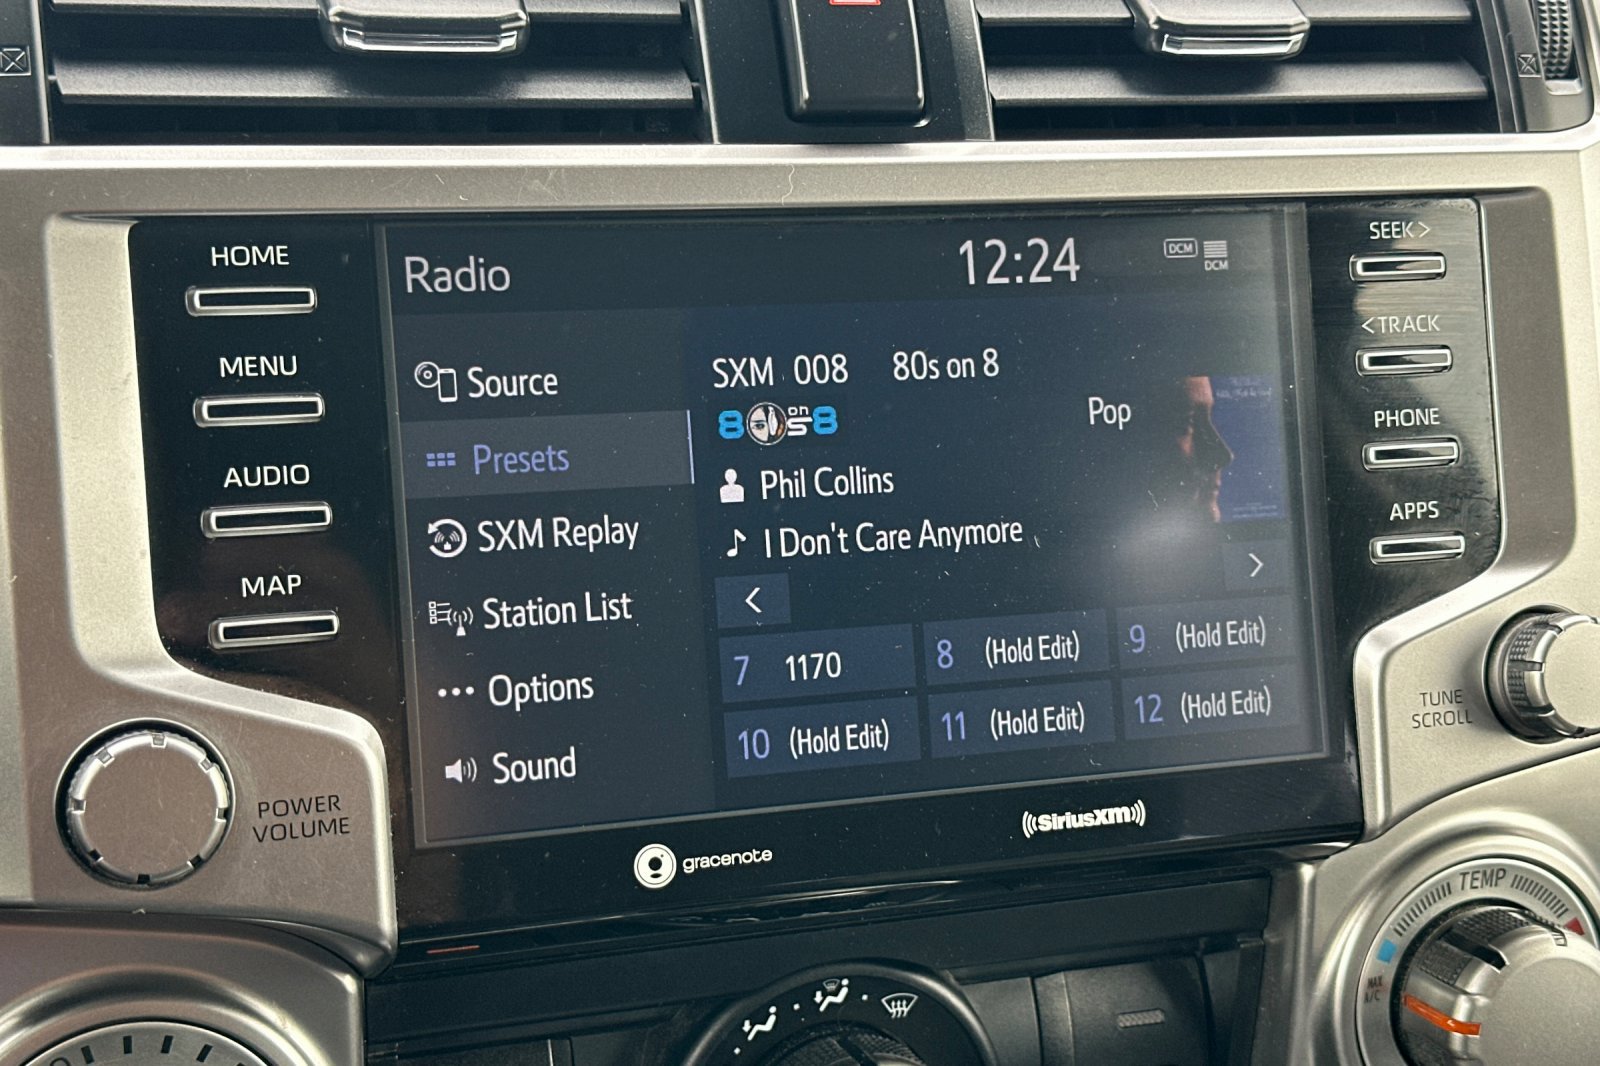 HOME
MENU
AUDIO
MAP
POWER
VOLUME
Radio
12:24
DCM
DCM
Source
Presets
SXM Replay
Station List
Options
Sound
SXM 008 80s on 8
80s on 8
Pop
Phil Collins
I Don't Care Anymore
<
>
7 1170
8 (Hold Edit)
9 (Hold Edit)
10 (Hold Edit)
11 (Hold Edit)
12 (Hold Edit)
gracenote
((SiriusXM))
SEEK>
<TRACK
PHONE
APPS
TUNE
SCROLL
TEMP
MAX
A/C